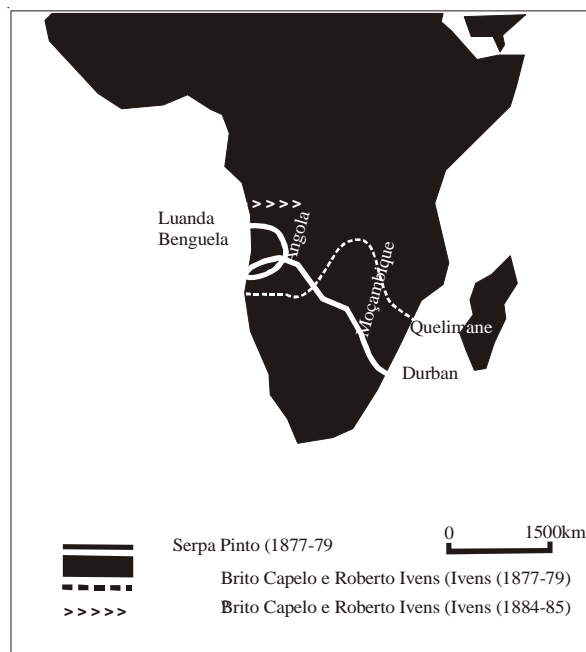 Luanda
Benguela
Angola
Moçambique
Quelimane
Durban
Serpa Pinto (1877-79
0 1500km
Brito Capelo e Roberto Ivens (Ivens (1877-79)
Brito Capelo e Roberto Ivens (Ivens (1884-85)